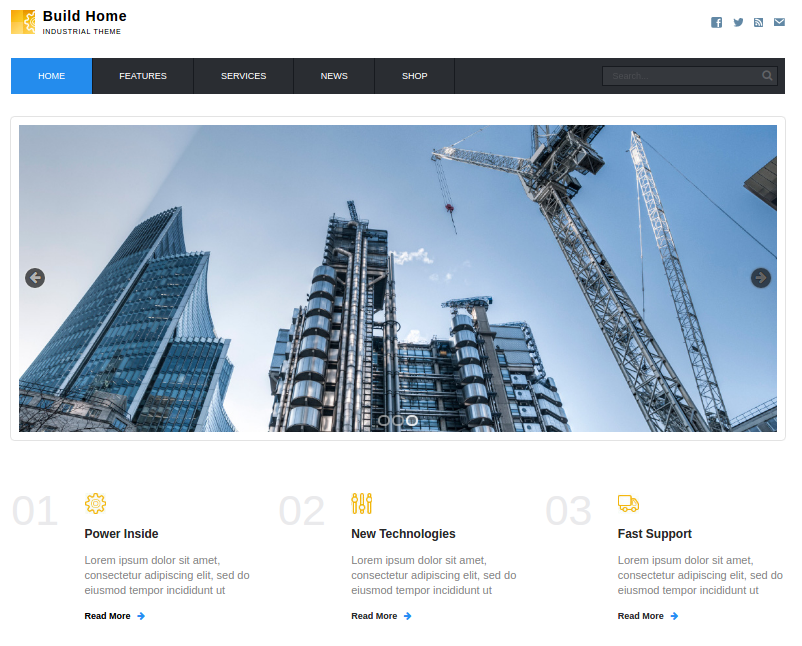 Build Home
INDUSTRIAL THEME
HOME
FEATURES
SERVICES
NEWS
SHOP
Search...
01
Power Inside
Lorem ipsum dolor sit amet,
consectetur adipiscing elit, sed do
eiusmod tempor incididunt ut
Read More
02
New Technologies
Lorem ipsum dolor sit amet,
consectetur adipiscing elit, sed do
eiusmod tempor incididunt ut
Read More
03
Fast Support
Lorem ipsum dolor sit amet,
consectetur adipiscing elit, sed do
eiusmod tempor incididunt ut
Read More